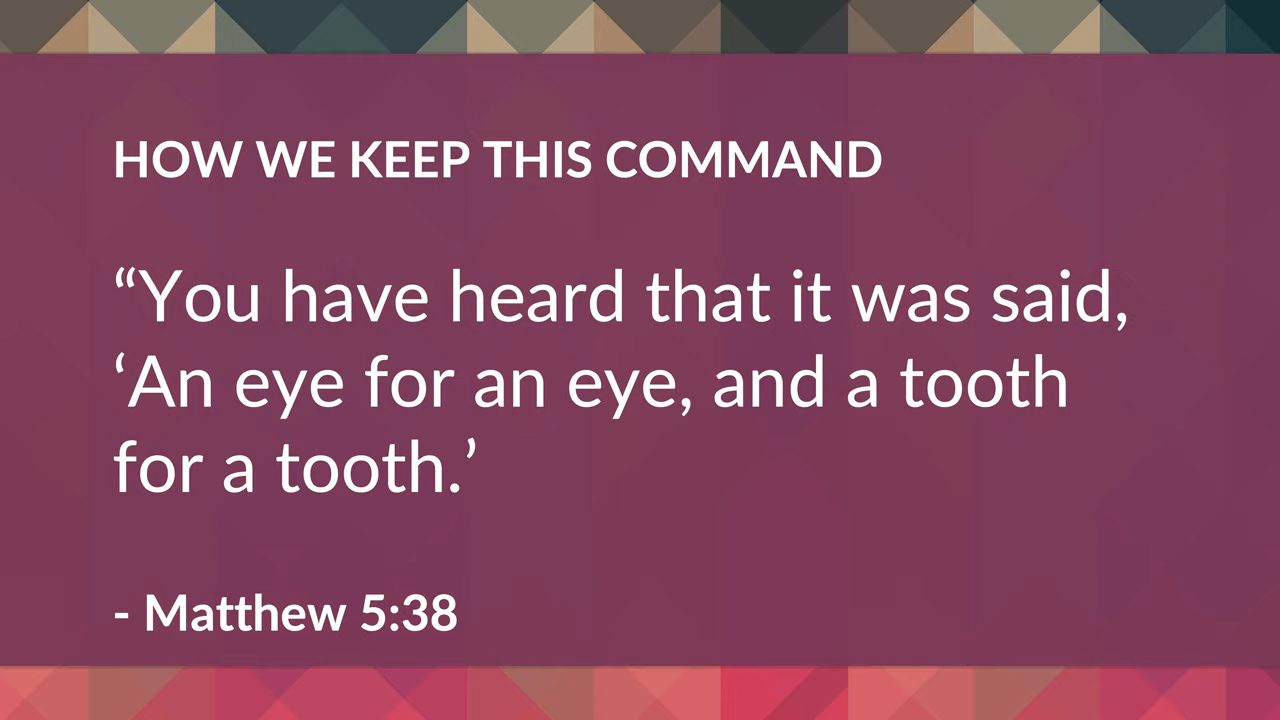 HOW WE KEEP THIS COMMAND
“You have heard that it was said,
‘An eye for an eye, and a tooth
for a tooth.’
- Matthew 5:38